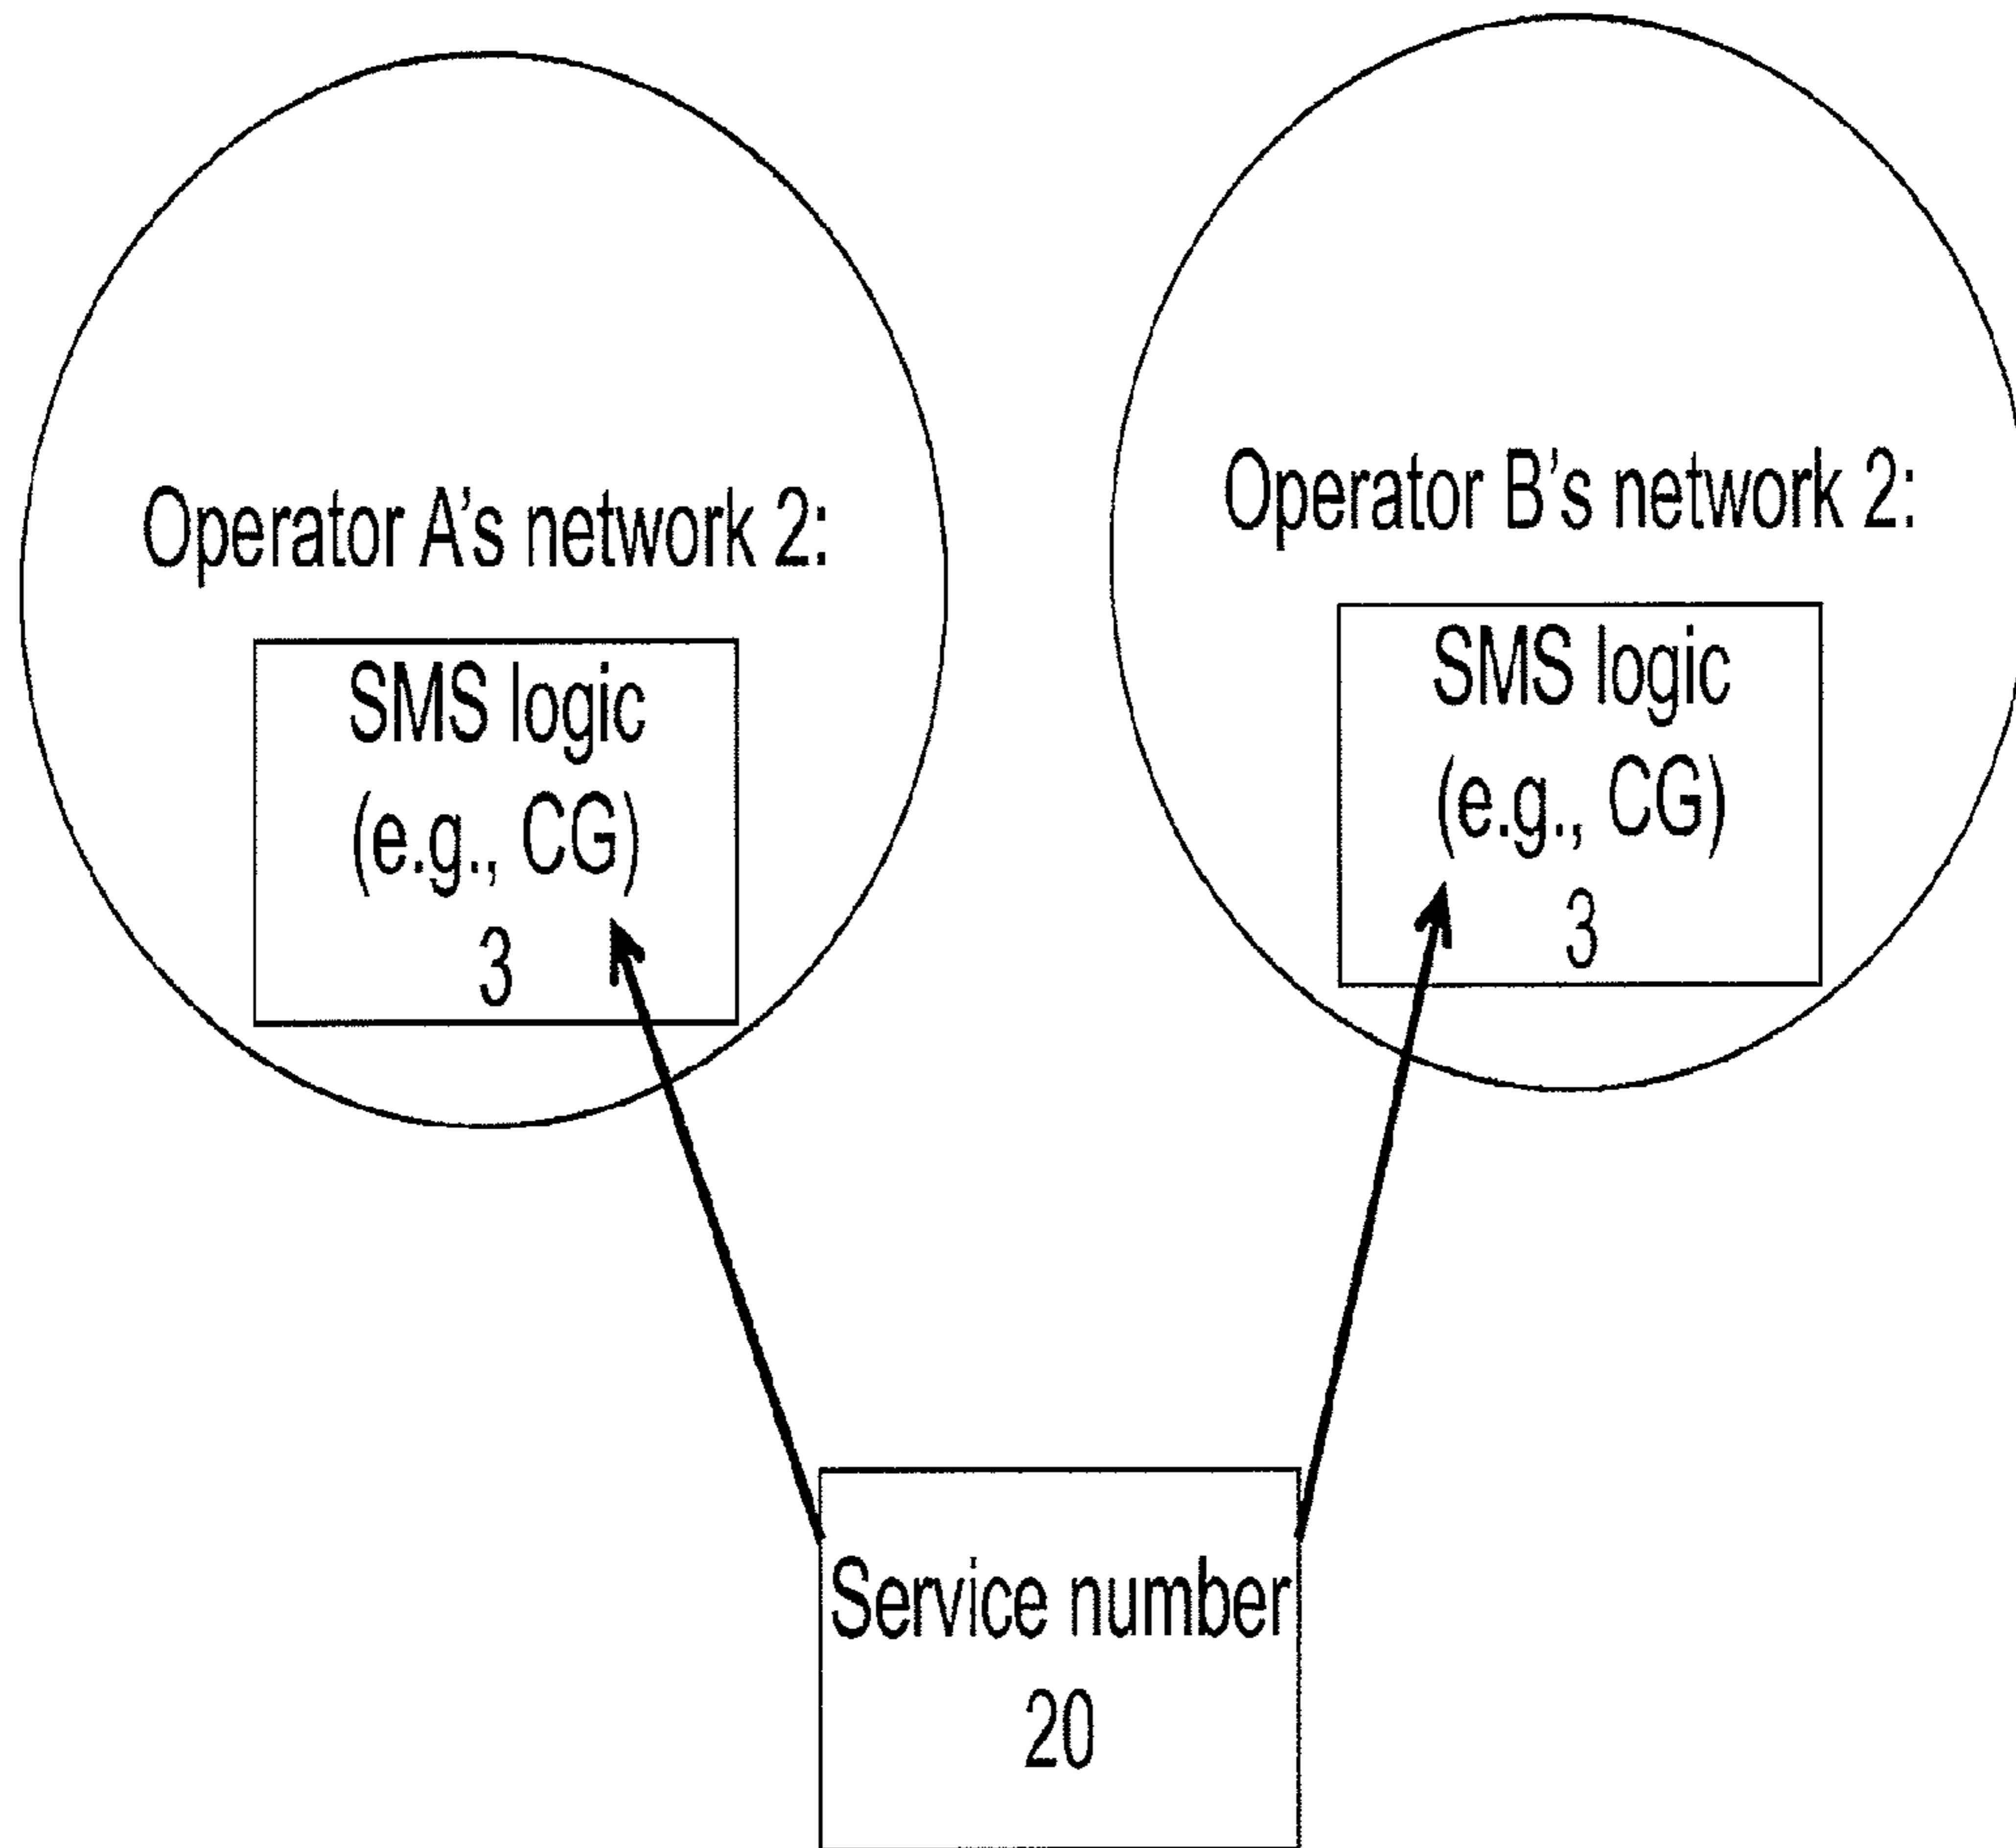 Operator A's network 2:
SMS logic
(e.g., CG)
3
Operator B's network 2:
SMS logic
(e.g., CG)
3
Service number
20